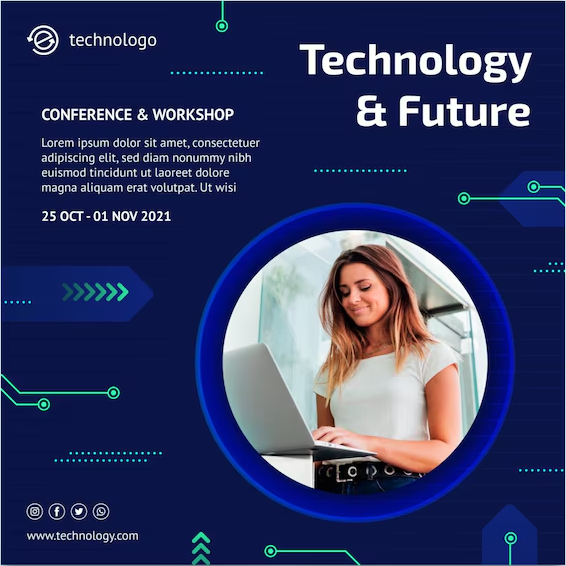 technologo
Technology
& Future
CONFERENCE & WORKSHOP
Lorem ipsum dolor sit amet, consectetuer
adipiscing elit, sed diam nonummy nibh
euismod tincidunt ut laoreet dolore
magna aliquam erat volutpat. Ut wisi
25 OCT - 01 NOV 2021
www.technology.com